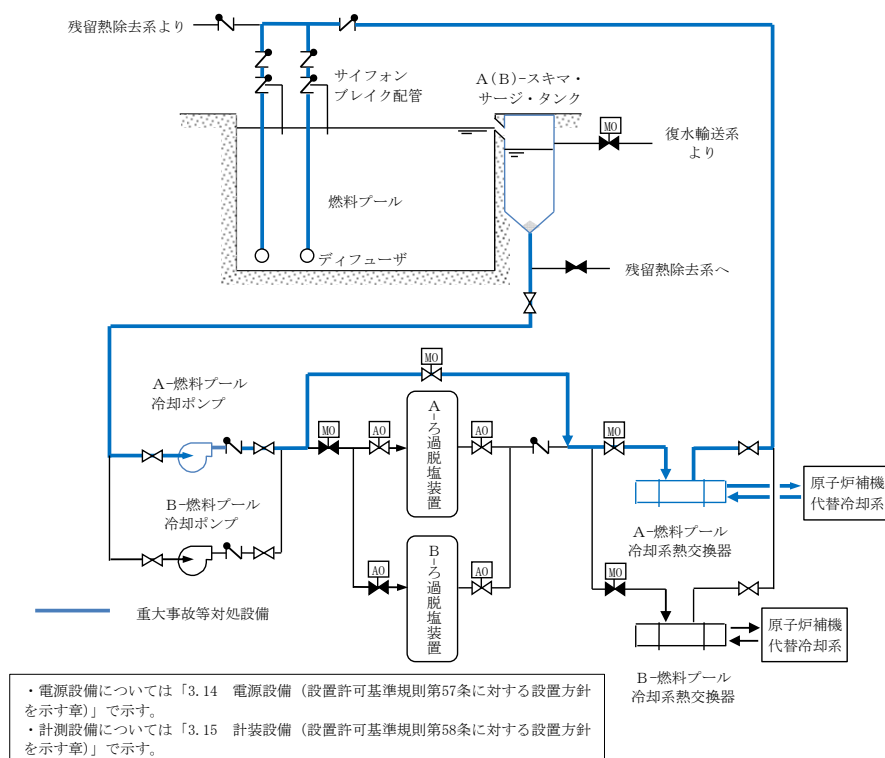 残留熱除去系より
サイフォン
ブレイク配管
A(B)-スキマ・
サージ・タンク
MO
復水輸送系
より
燃料プール
ディフューザ
残留熱除去系へ
MO
A-燃料プール
冷却ポンプ
MO
AO
A-ろ過脱塩装置
AO
MO
原子炉補機
代替冷却系
B-燃料プール
冷却ポンプ
A-燃料プール
冷却系熱交換器
AO
B-ろ過脱塩装置
AO
MO
重大事故等対処設備
原子炉補機
代替冷却系
B-燃料プール
冷却系熱交換器
・電源設備については「3.14 電源設備(設置許可基準規則第57条に対する設置方針
を示す章)」で示す。
・計測設備については「3.15 計装設備(設置許可基準規則第58条に対する設置方針
を示す章)」で示す。